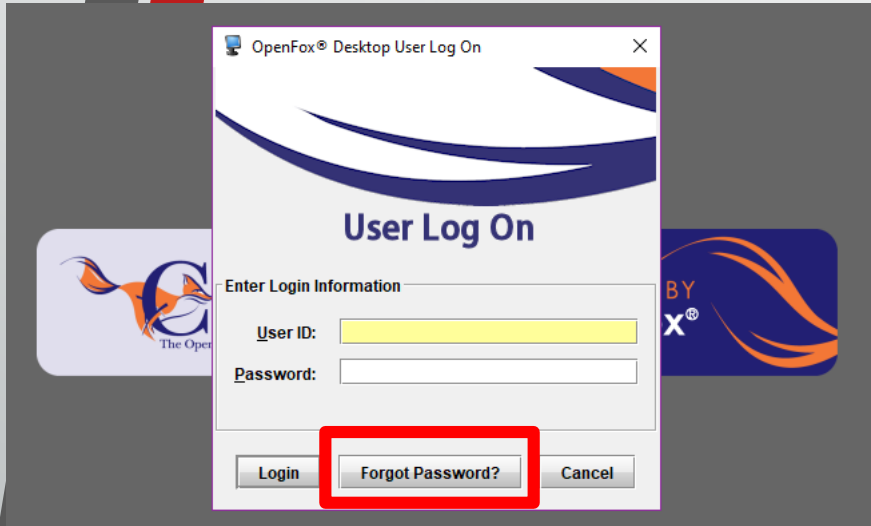 OpenFox® Desktop User Log On
User Log On
Enter Login Information
User ID:
Password:
Login
Forgot Password?
Cancel
The Open
BY
x®